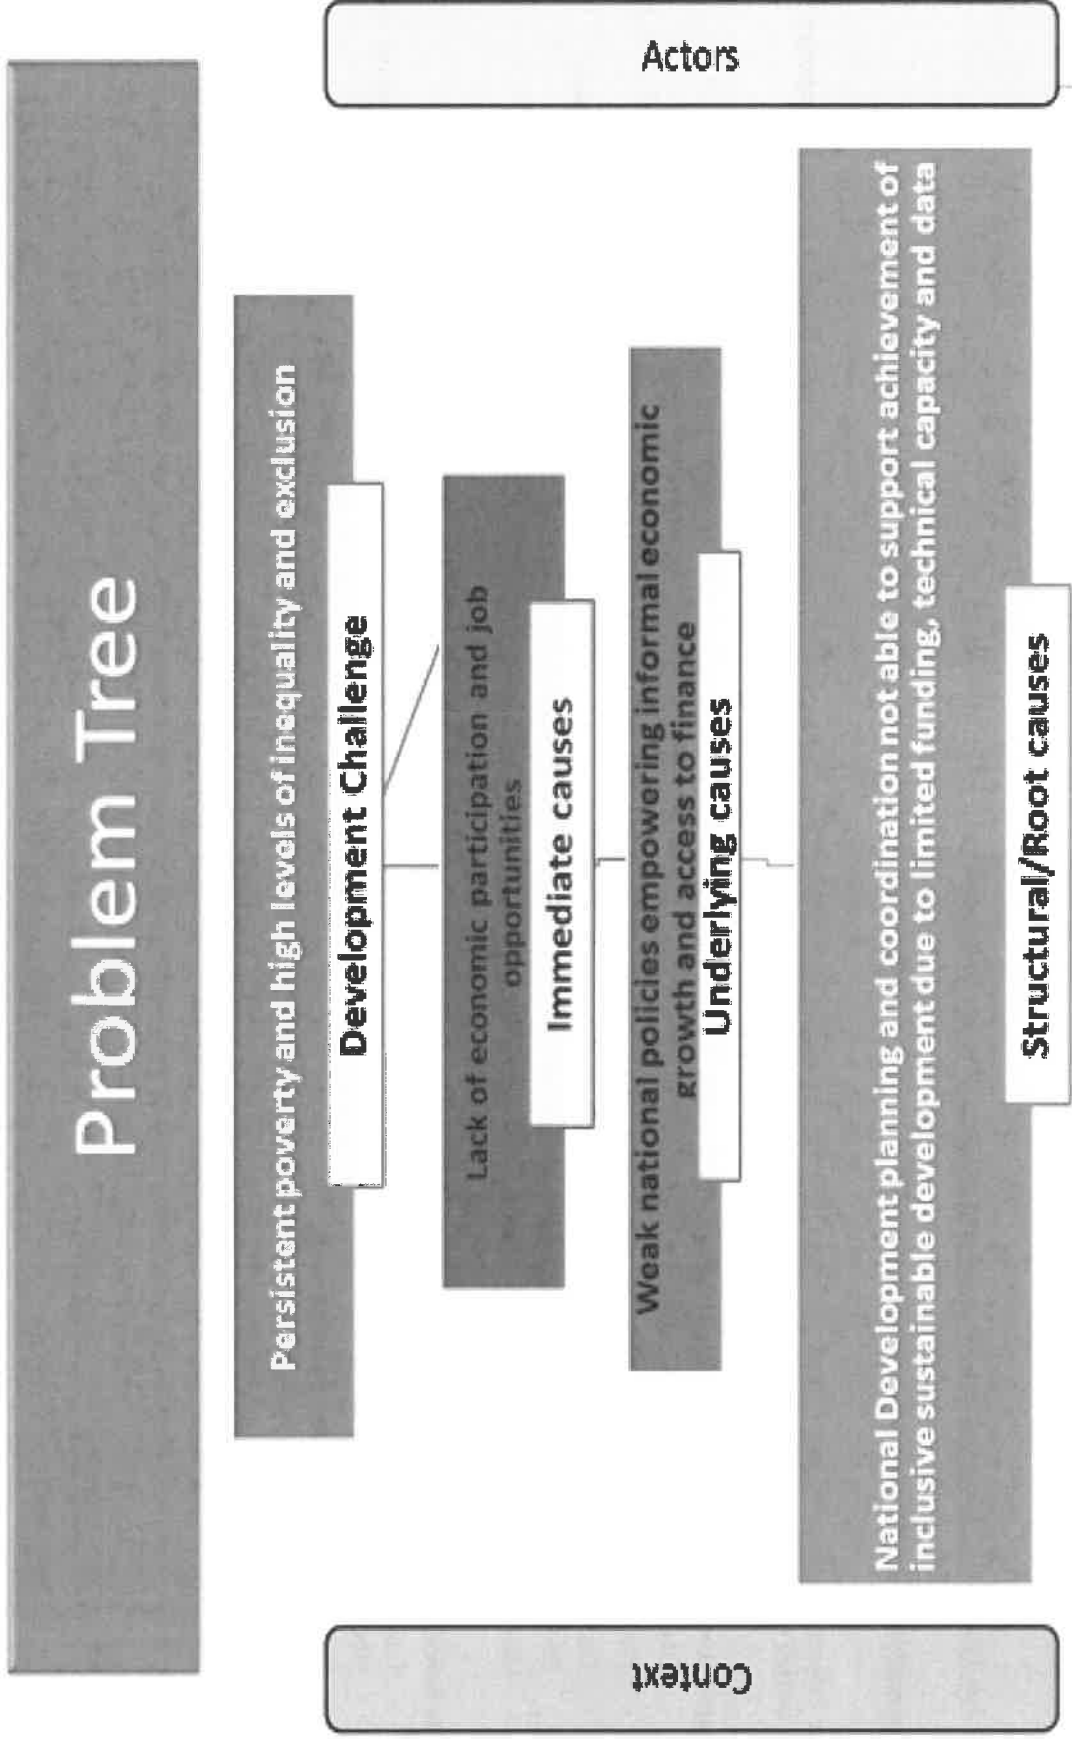 Problem Tree
Persistent poverty and high levels of inequality and exclusion
Development Challenge
Lack of economic participation and job
opportunities
Immediate causes
Weak national policies empowering informal economic
growth and access to finance
Underlying causes
National Development planning and coordination not able to support achievement of
inclusive sustainable development due to limited funding, technical capacity and data
Structural/Root causes
Context
Actors